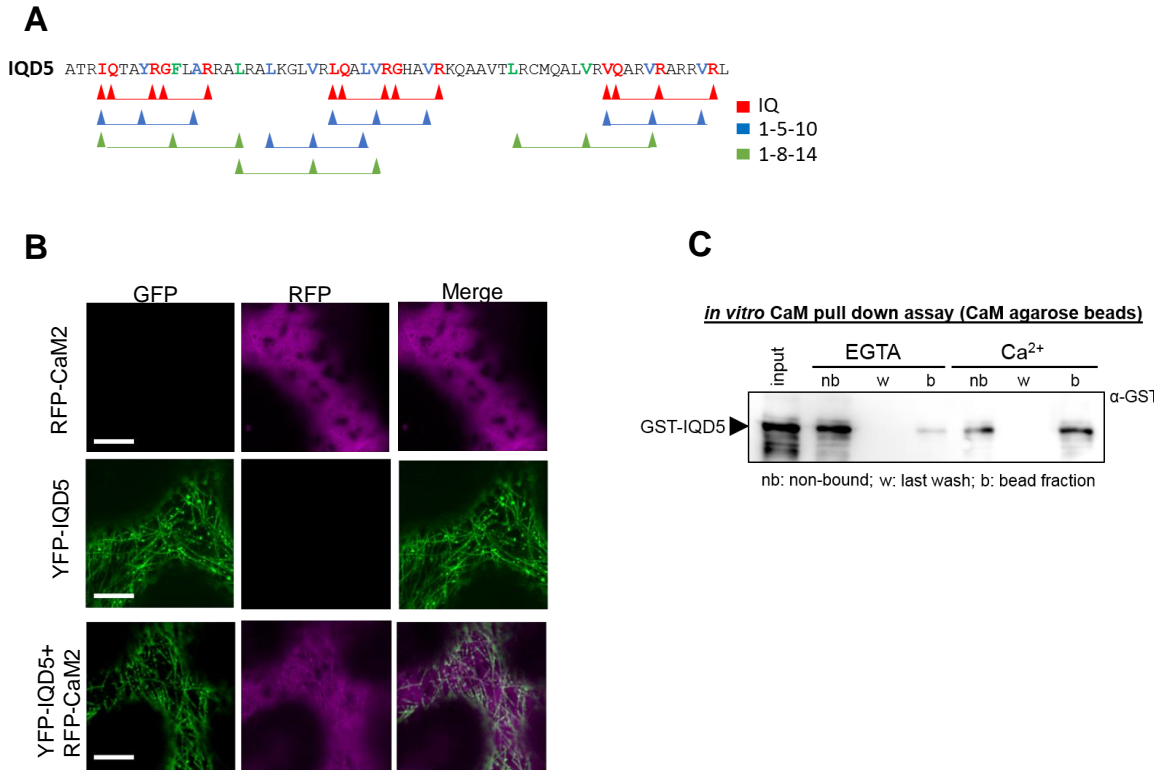 A
IQD5 ATRIQTAYRGFLARRALRALKGLVRLQALVRGHAVRKQAAVTLRCMQALVRVQARVRARRVRL
IQ
1-5-10
1-8-14
B
GFP RFP Merge
RFP-CaM2
YFP-IQD5
YFP-IQD5+
RFP-CaM2
C
in vitro CaM pull down assay (CaM agarose beads)
input EGTA Ca²⁺
nb w b nb w b
α-GST
GST-IQD5
nb: non-bound; w: last wash; b: bead fraction